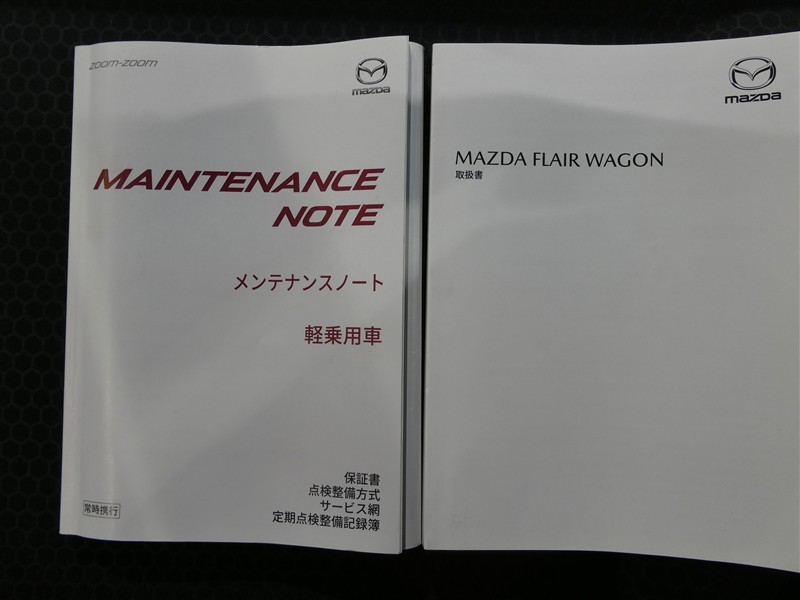 zoom-zoom
mazda
MAINTENANCE
NOTE
メンテナンスノート
軽乗用車
保証書
点検整備方式
サービス網
定期点検整備記録簿
常時携行
mazda
MAZDA FLAIR WAGON
取扱書